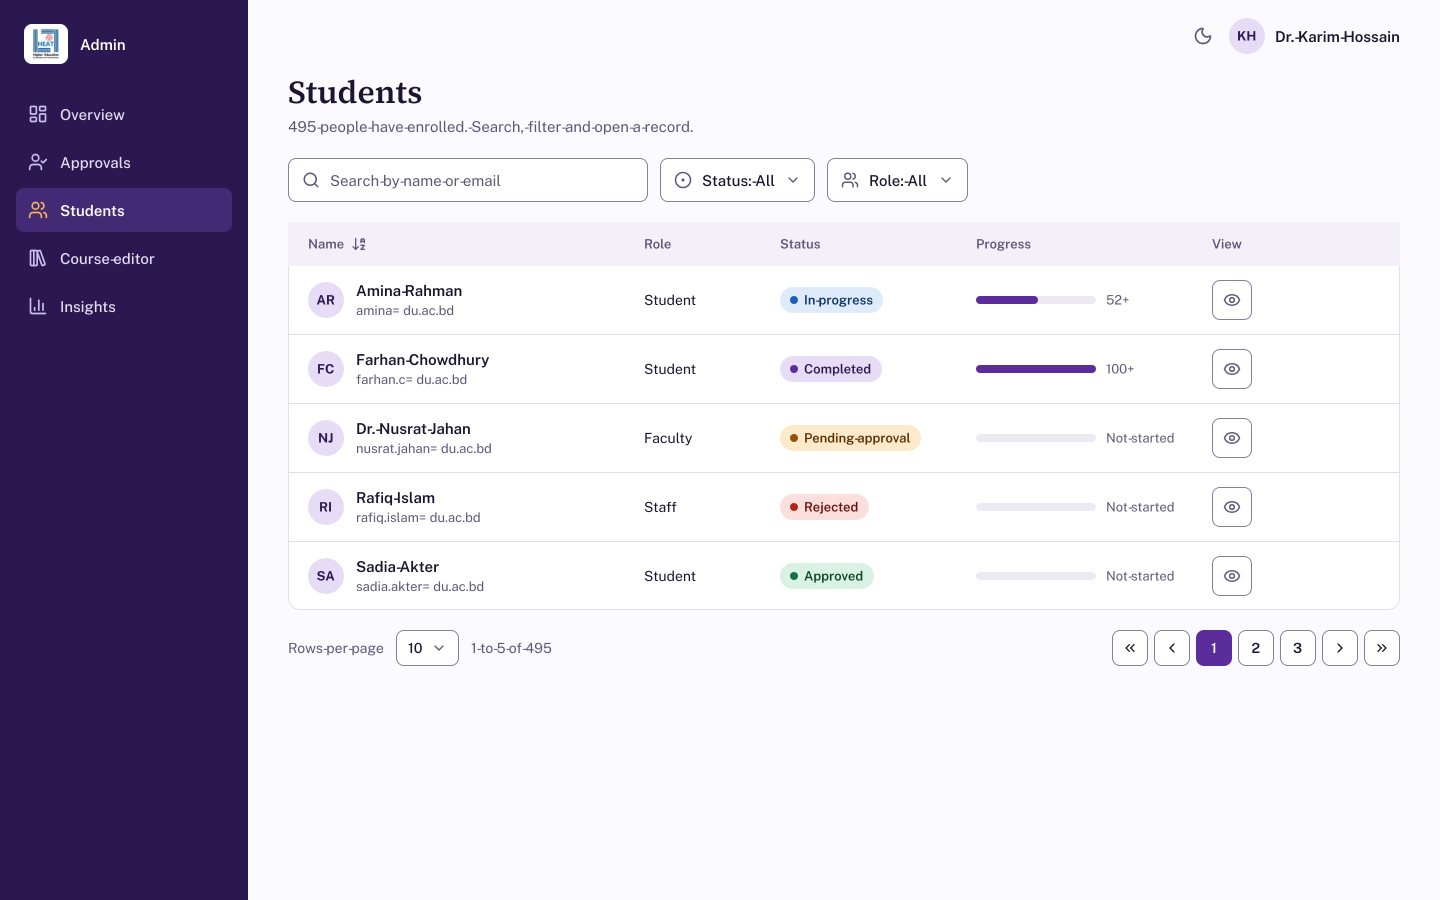 HEAT
Admin
Overview
Approvals
Students
Course-editor
Insights
KH Dr.-Karim-Hossain
Students
495-people-have-enrolled.-Search,-filter-and-open-a-record.
Search-by-name-or-email
Status:-All
Role:-All
Name Role Status Progress View
AR Amina-Rahman
amina= du.ac.bd
Student In-progress 52+
FC Farhan-Chowdhury
farhan.c= du.ac.bd
Student Completed 100+
NJ Dr.-Nusrat-Jahan
nusrat.jahan= du.ac.bd
Faculty Pending-approval Not-started
RI Rafiq-Islam
rafiq.islam= du.ac.bd
Staff Rejected Not-started
SA Sadia-Akter
sadia.akter= du.ac.bd
Student Approved Not-started
Rows-per-page 10 1-to-5-of-495
« ‹ 1 2 3 › »